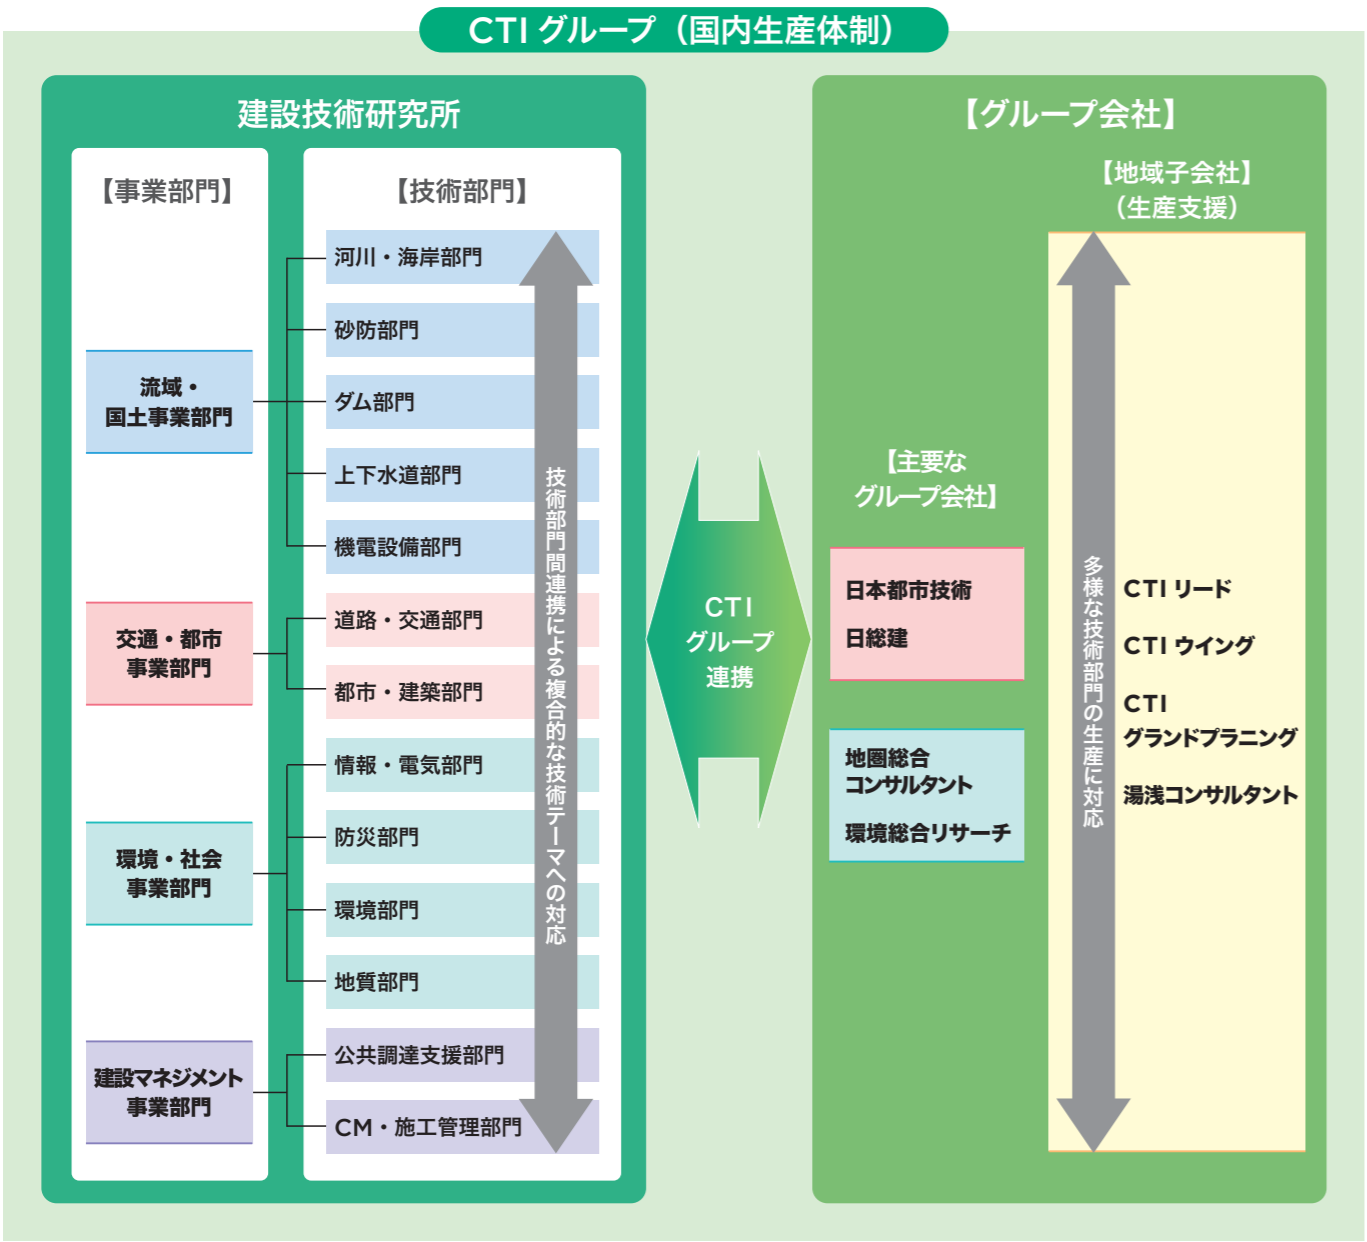 CTI グループ（国内生産体制）
建設技術研究所
【事業部門】
流域・
国土事業部門
交通・都市
事業部門
環境・社会
事業部門
建設マネジメント
事業部門
【技術部門】
河川・海岸部門
砂防部門
ダム部門
上下水道部門
機電設備部門
道路・交通部門
都市・建築部門
情報・電気部門
防災部門
環境部門
地質部門
公共調達支援部門
CM・施工管理部門
技術部門間連携による複合的な技術テーマへの対応
CTI
グループ
連携
【グループ会社】
【主要な
グループ会社】
日本都市技術
日総建
地圏総合
コンサルタント
環境総合リサーチ
【地域子会社】
（生産支援）
多様な技術部門の生産に対応
CTI リード
CTI ウイング
CTI
グランドプラニング
湯浅コンサルタント